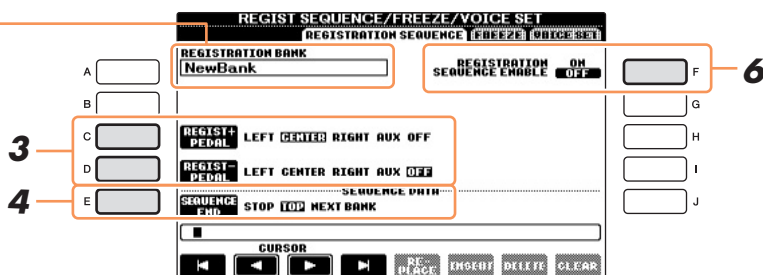 REGIST SEQUENCE/FREEZE/VOICE SET
REGISTRATION SEQUENCE FREEZE VOICE SET
REGISTRATION BANK
NewBank
REGISTRATION SEQUENCE ENABLE ON OFF
6
A
F
B
G
3
C
REGIST+ PEDAL LEFT CENTER RIGHT AUX OFF
H
D
REGIST- PEDAL LEFT CENTER RIGHT AUX OFF
I
SEQUENCE DATA
4
E
SEQUENCE END STOP TOP NEXT BANK
J
CURSOR
RE-PLACE INSERT DELETE CLEAR